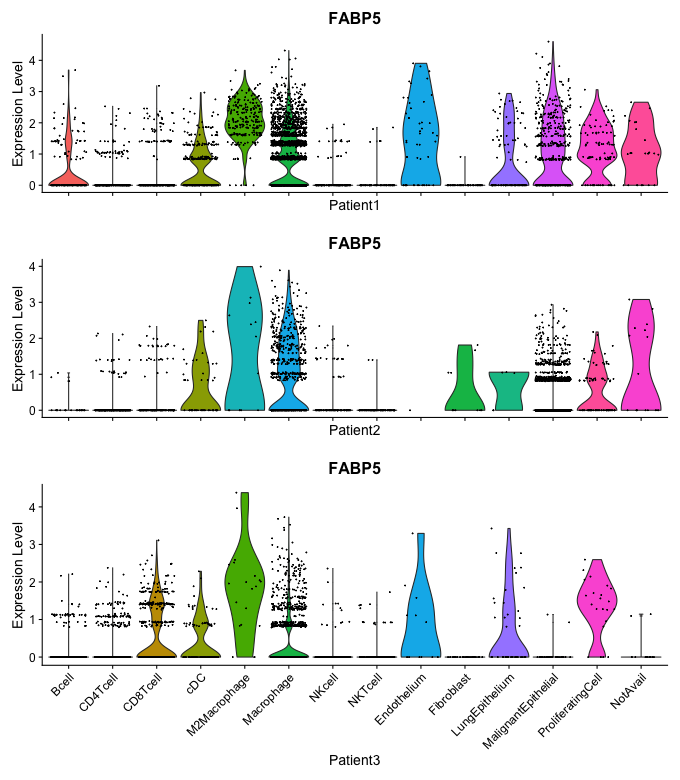 FABP5
Expression Level
4
3
2
1
0
Patient1
FABP5
Expression Level
4
3
2
1
0
Patient2
FABP5
Expression Level
4
3
2
1
0
Bcell
CD4Tcell
CD8Tcell
cDC
M2Macrophage
Macrophage
NKcell
NKTcell
Endothelium
Fibroblast
LungEpithelium
MalignantEpithelial
ProliferatingCell
NotAvail
Patient3